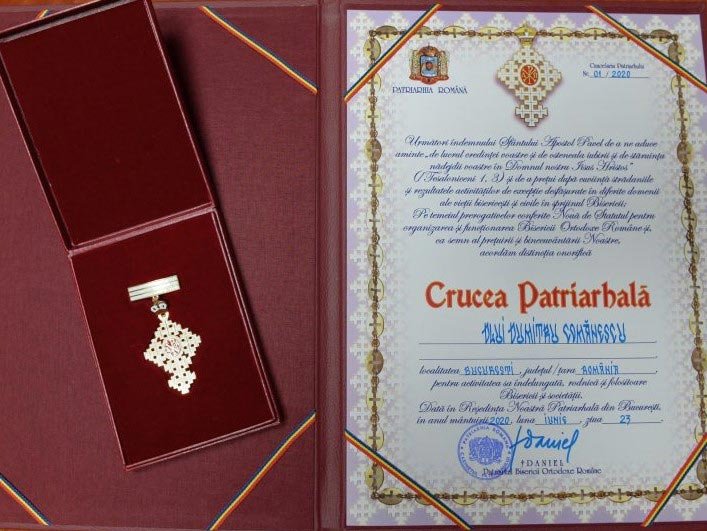 PATRIARHIA ROMÂNĂ
Cancelaria Patriarhală
Nr. 01 / 2020
Următori îndemnului Sfântului Apostol Pavel de a ne aduce
aminte „de lucrul credinței voastre și de osteneala iubirii și de stăruința
nădejdii voastre în Domnul nostru Iisus Hristos”
(I Tesaloniceni 1, 3) și de a prețui după cuviință strădaniile
și rezultatele activităților de excepție desfășurate în diferite domenii
ale vieții bisericești și civile în sprijinul Bisericii;
Pe temeiul prerogativelor conferite Nouă de Statutul pentru
organizarea și funcționarea Bisericii Ortodoxe Române și,
ca semn al prețuirii și binecuvântării Noastre,
acordăm distincția onorifică
Crucea Patriarhală
DLUI DUMITRU COMĂNESCU
localitatea BUCUREȘTI, județul / țara ROMÂNIA
pentru activitatea sa îndelungată, rodnică și folositoare
Bisericii și societății.
Dată în Reședința Noastră Patriarhală din București,
în anul mântuirii 2020, luna IUNIE, ziua 23.
†Daniel
† DANIEL
Patriarhul Bisericii Ortodoxe Române